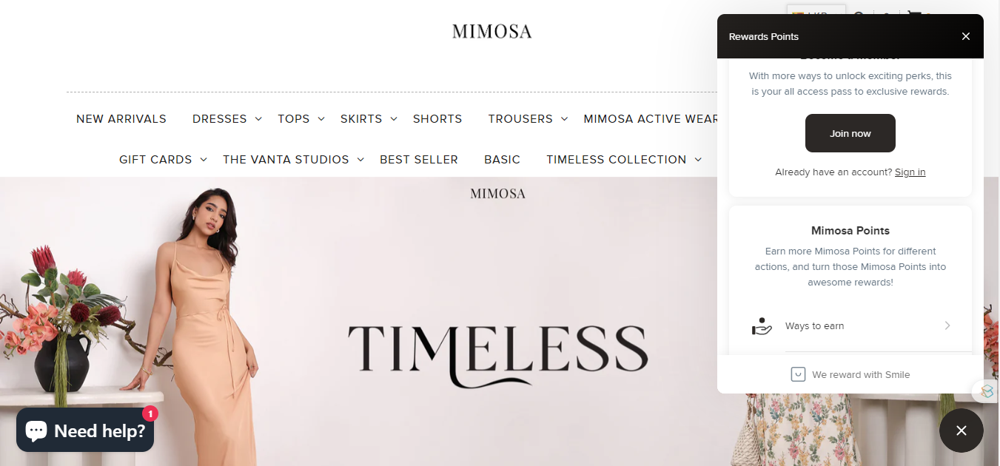 MIMOSA
NEW ARRIVALS
DRESSES
TOPS
SKIRTS
SHORTS
TROUSERS
MIMOSA ACTIVE WEAR
GIFT CARDS
THE VANTA STUDIOS
BEST SELLER
BASIC
TIMELESS COLLECTION
MIMOSA
TIMELESS
1
Need help?
Rewards Points
With more ways to unlock exciting perks, this
is your all access pass to exclusive rewards.
Join now
Already have an account? Sign in
Mimosa Points
Earn more Mimosa Points for different
actions, and turn those Mimosa Points into
awesome rewards!
Ways to earn
We reward with Smile